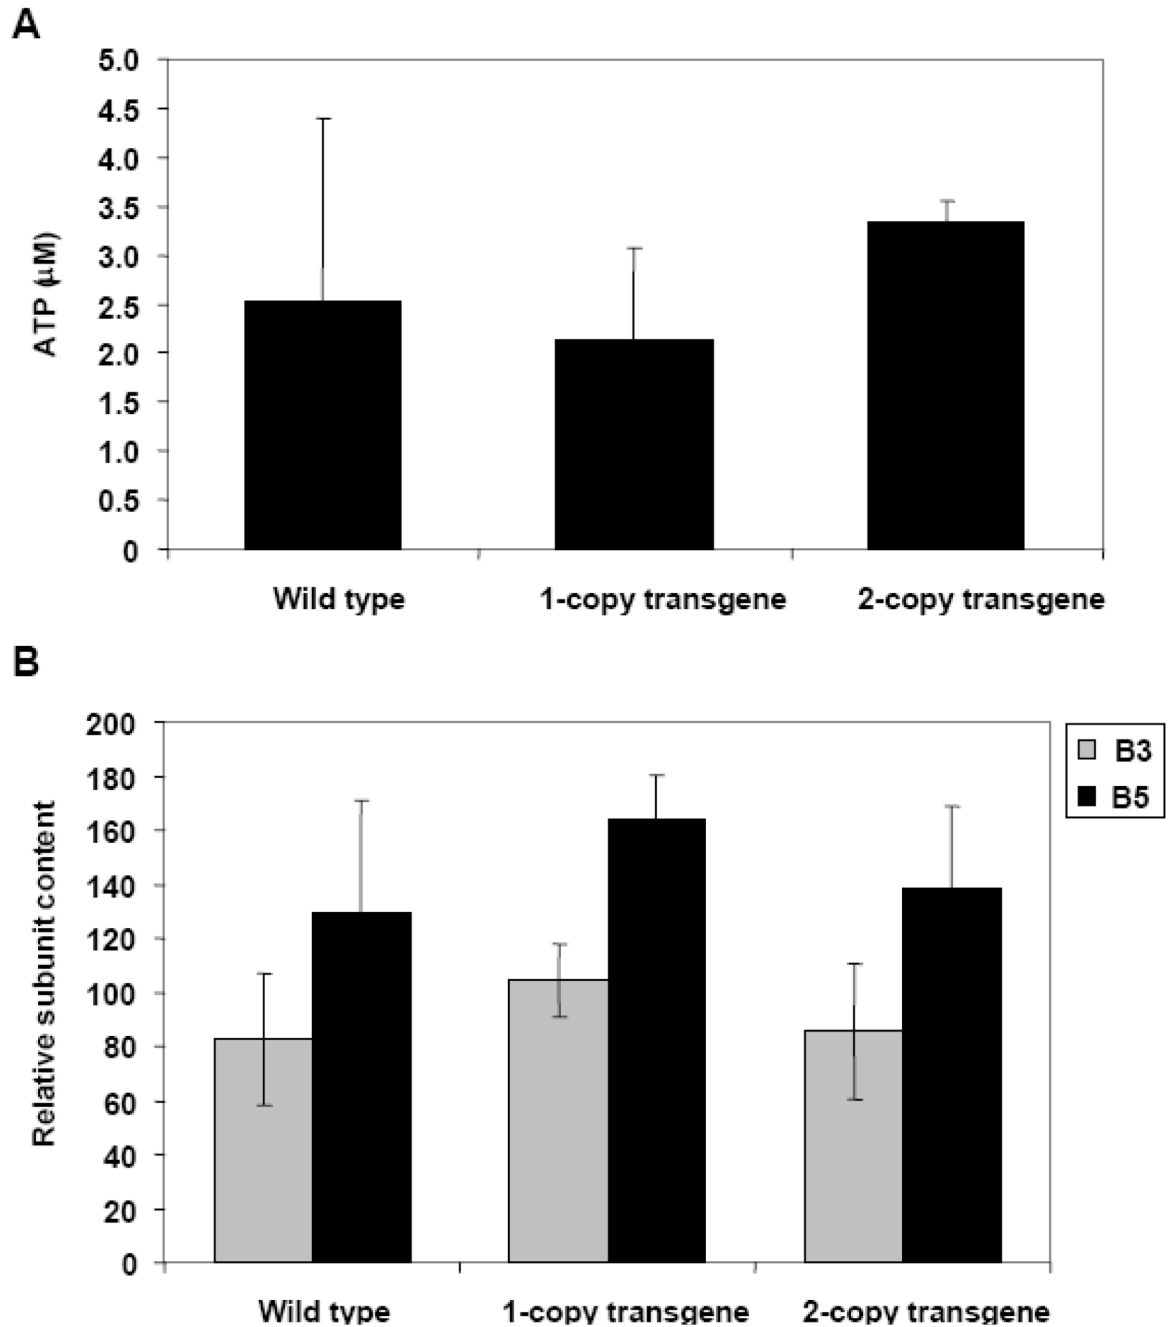 A
5.0
4.5
4.0
3.5
3.0
2.5
2.0
1.5
1.0
0.5
0
ATP (μM)
Wild type 1-copy transgene 2-copy transgene
B
200
180
160
140
120
100
80
60
40
20
0
Relative subunit content
B3
B5
Wild type 1-copy transgene 2-copy transgene